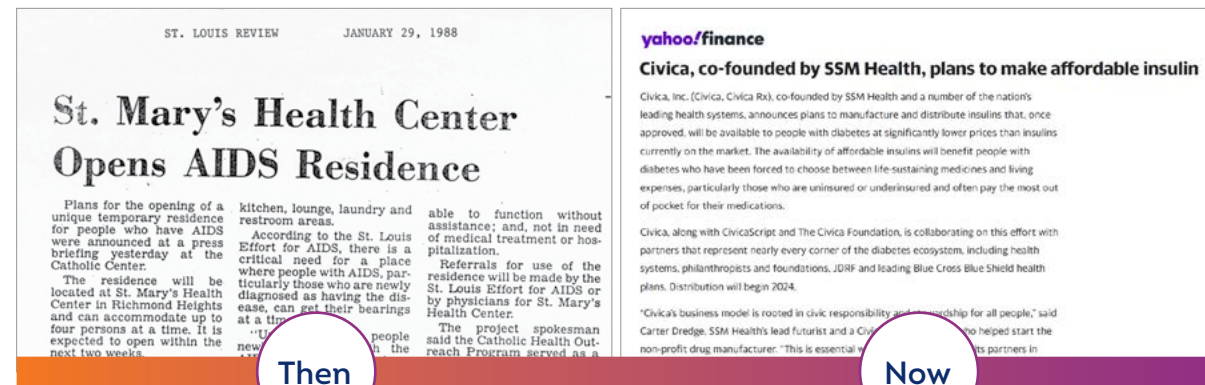 ST. LOUIS REVIEW JANUARY 29, 1988
St. Mary's Health Center
Opens AIDS Residence
Plans for the opening of a
unique temporary residence
for people who have AIDS
were announced at a press
briefing yesterday at the
Catholic Center.
The residence will be
located at St. Mary's Health
Center in Richmond Heights
and can accommodate up to
four persons at a time. It is
expected to open within the
next two weeks.
kitchen, lounge, laundry and
restroom areas.
According to the St. Louis
Effort for AIDS, there is a
critical need for a place
where people with AIDS, par-
ticularly those who are newly
diagnosed as having the dis-
ease, can get their bearings
at a
people
the
able to function without
assistance; and, not in need
of medical treatment or hos-
pitalization.
Referrals for use of the
residence will be made by the
St. Louis Effort for AIDS or
by physicians for St. Mary's
Health Center.
The project spokesman
said the Catholic Health Out-
reach Program served as a
Then
yahoo!finance
Civica, co-founded by SSM Health, plans to make affordable insulin
Civica, Inc. (Civica, Civica Rx), co-founded by SSM Health and a number of the nation's
leading health systems, announces plans to manufacture and distribute insulins that, once
approved, will be available to people with diabetes at significantly lower prices than insulins
currently on the market. The availability of affordable insulins will benefit people with
diabetes who have been forced to choose between life-sustaining medicines and living
expenses, particularly those who are uninsured or underinsured and often pay the most out
of pocket for their medications.
Civica, along with CivicaScript and The Civica Foundation, is collaborating on this effort with
partners that represent nearly every corner of the diabetes ecosystem, including health
systems, philanthropists and foundations, JDRF and leading Blue Cross Blue Shield health
plans. Distribution will begin 2024.
"Civica's business model is rooted in civic responsibility and stewardship for all people," said
Carter Dredge, SSM Health's lead futurist and a who helped start the
non-profit drug manufacturer. "This is essential its partners in
Now